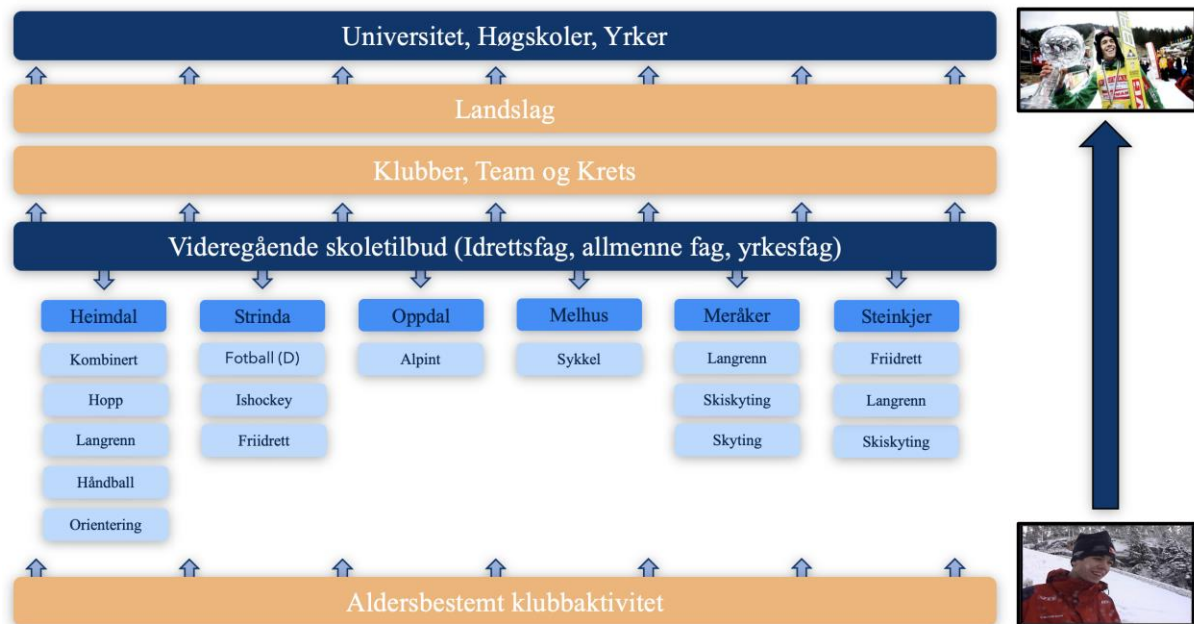 Universitet, Høgskoler, Yrker
Landslag
Klubber, Team og Krets
Videregående skoletilbud (Idrettsfag, allmenne fag, yrkesfag)
Heimdal
Kombinert
Hopp
Langrenn
Håndball
Orientering
Strinda
Fotball (D)
Ishockey
Friidrett
Oppdal
Alpint
Melhus
Sykkel
Meråker
Langrenn
Skiskyting
Skyting
Steinkjer
Friidrett
Langrenn
Skiskyting
Aldersbestemt klubbaktivitet